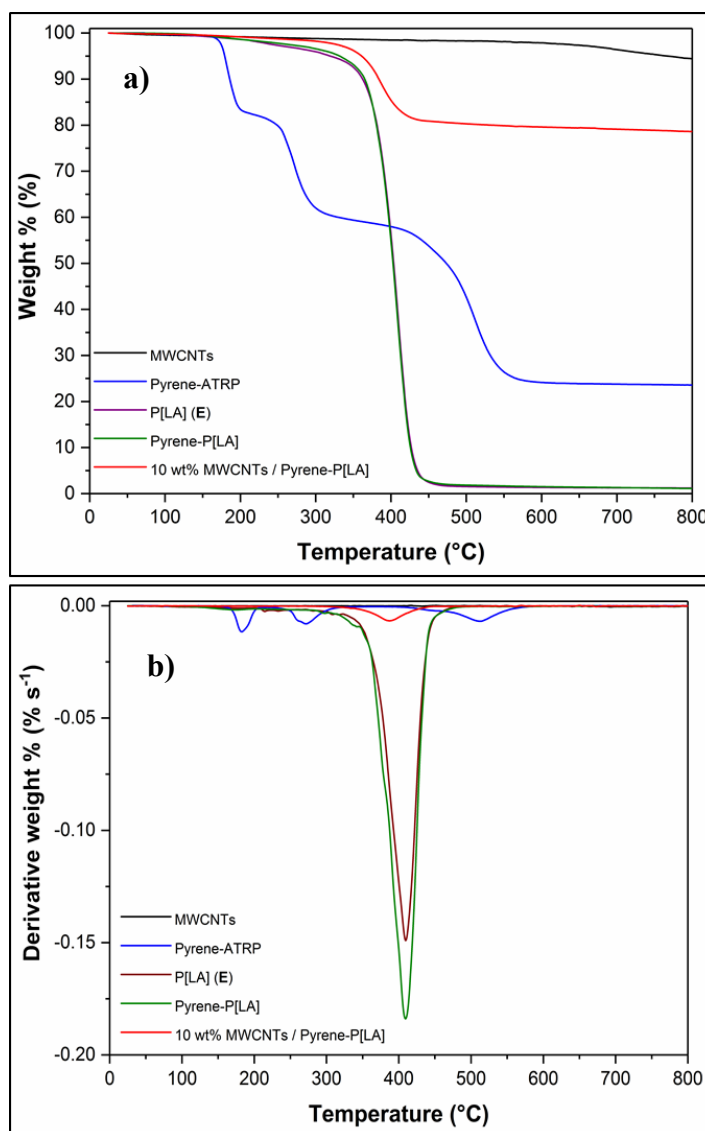 a)
100
90
80
70
60
50
40
30
20
10
0
Weight % (%)
MWCNTs
Pyrene-ATRP
P[LA] (E)
Pyrene-P[LA]
10 wt% MWCNTs / Pyrene-P[LA]
0 100 200 300 400 500 600 700 800
Temperature (°C)
b)
0.00
-0.05
-0.10
-0.15
-0.20
Derivative weight % (% s-1)
MWCNTs
Pyrene-ATRP
P[LA] (E)
Pyrene-P[LA]
10 wt% MWCNTs / Pyrene-P[LA]
0 100 200 300 400 500 600 700 800
Temperature (°C)